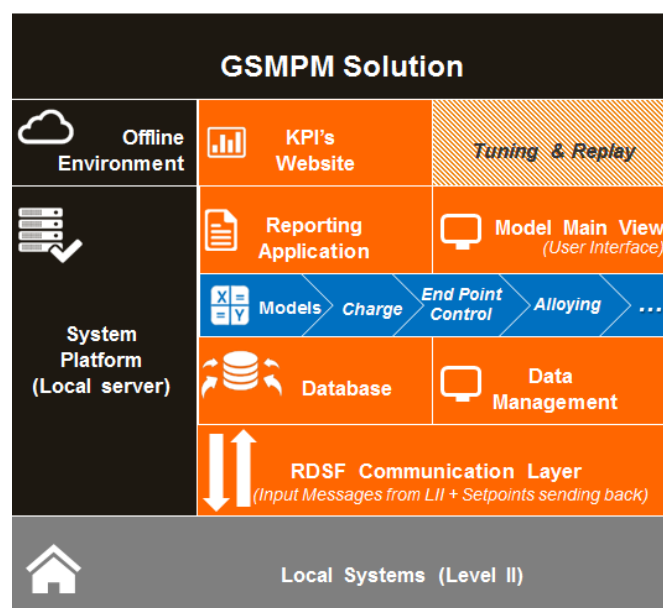 GSMPM Solution
Offline
Environment
KPI's
Website
Tuning & Replay
Reporting
Application
Model Main View
(User Interface)
X =
= Y
Models
Charge
End Point
Control
Alloying
...
System
Platform
(Local server)
Database
Data
Management
RDSF Communication Layer
(Input Messages from LII + Setpoints sending back)
Local Systems (Level II)